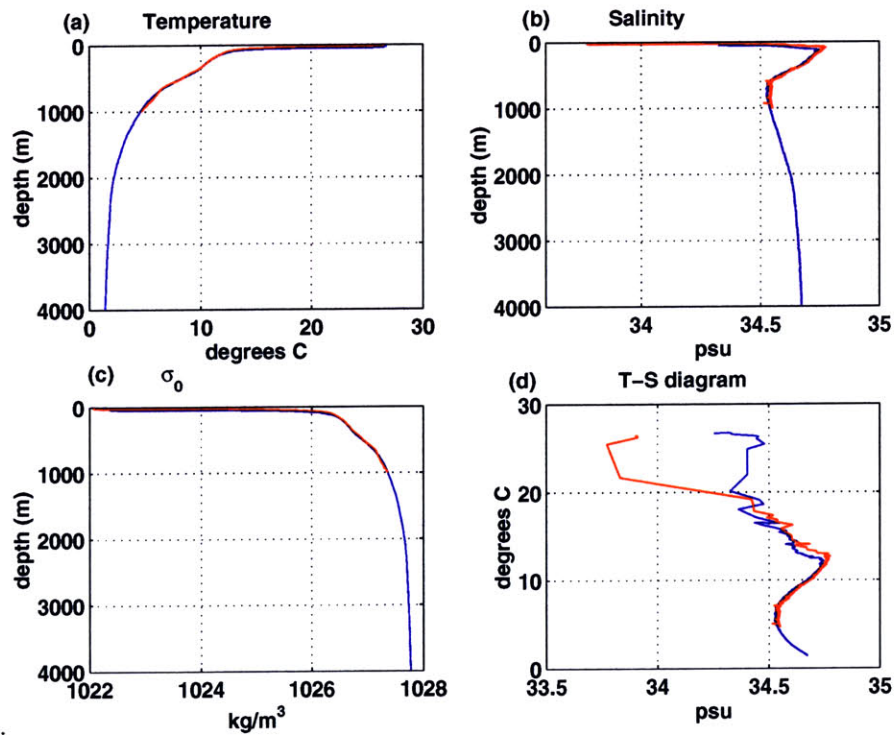 (a) Temperature
0
1000
2000
3000
4000
depth (m)
0 10 20 30
degrees C
(b) Salinity
0
1000
2000
3000
4000
depth (m)
34 34.5 35
psu
(c) σ0
0
1000
2000
3000
4000
depth (m)
1022 1024 1026 1028
kg/m3
(d) T-S diagram
30
20
10
0
degrees C
33.5 34 34.5 35
psu
.